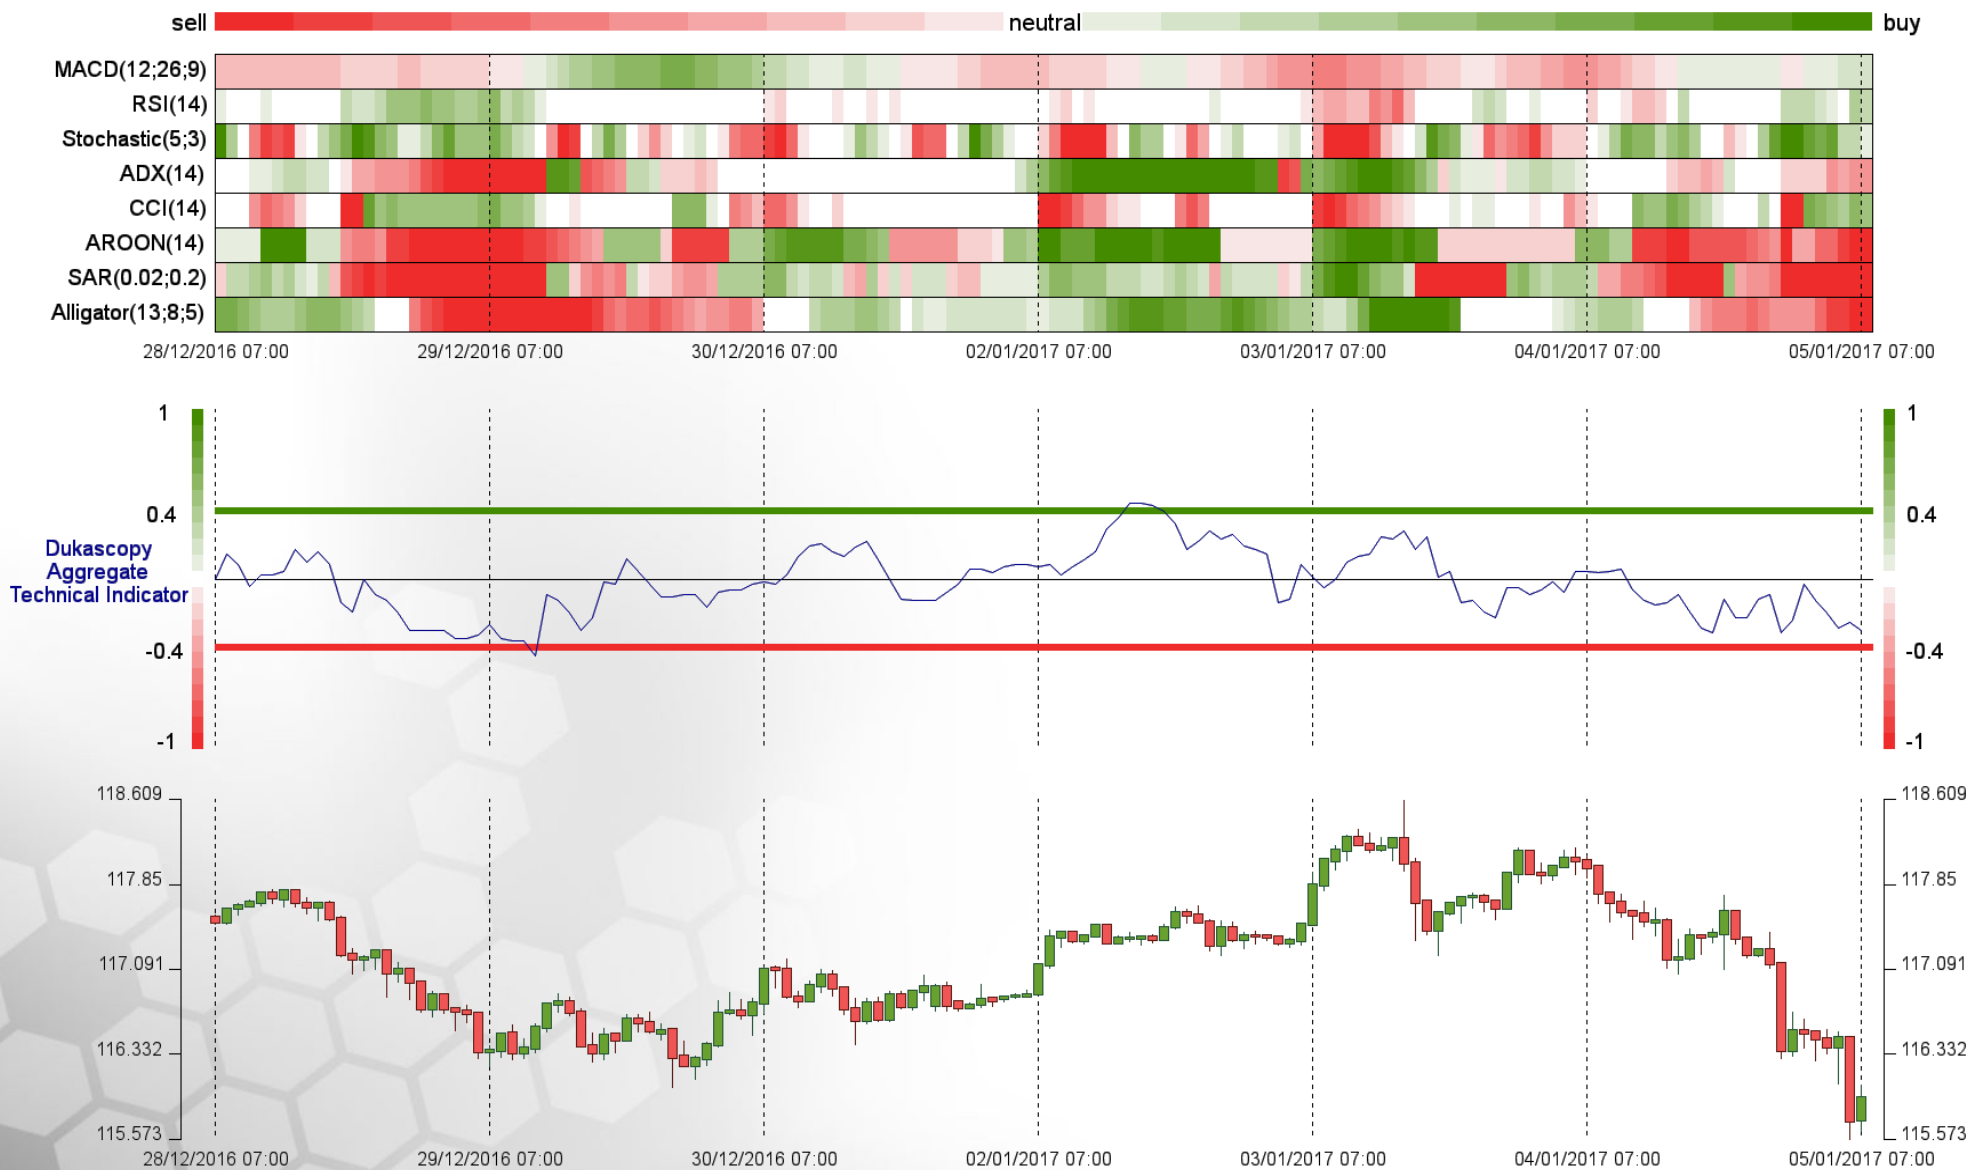 sell neutral buy
MACD(12;26;9)
RSI(14)
Stochastic(5;3)
ADX(14)
CCI(14)
AROON(14)
SAR(0.02;0.2)
Alligator(13;8;5)
28/12/2016 07:00 29/12/2016 07:00 30/12/2016 07:00 02/01/2017 07:00 03/01/2017 07:00 04/01/2017 07:00 05/01/2017 07:00
1 1
0.4 0.4
Dukascopy
Aggregate
Technical Indicator
-0.4 -0.4
-1 -1
118.609 118.609
117.85 117.85
117.091 117.091
116.332 116.332
115.573 115.573
28/12/2016 07:00 29/12/2016 07:00 30/12/2016 07:00 02/01/2017 07:00 03/01/2017 07:00 04/01/2017 07:00 05/01/2017 07:00